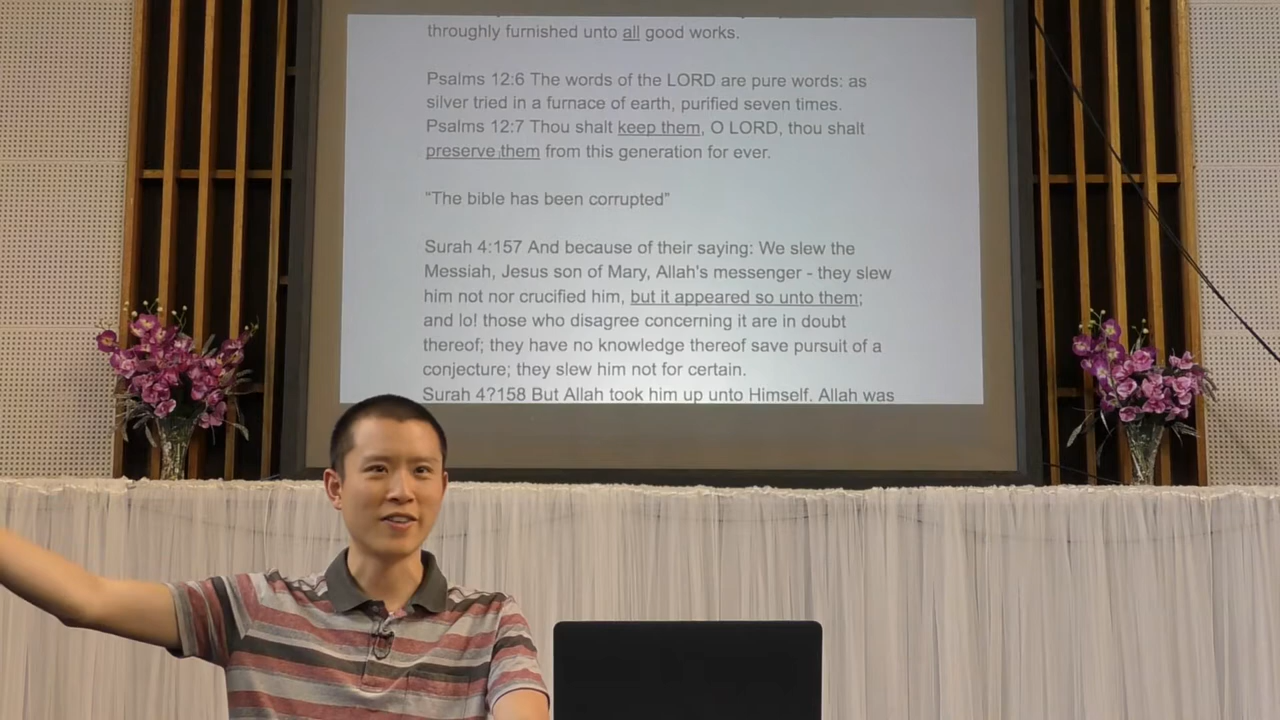 throughly furnished unto all good works.
Psalms 12:6 The words of the LORD are pure words: as
silver tried in a furnace of earth, purified seven times.
Psalms 12:7 Thou shalt keep them, O LORD, thou shalt
preserve them from this generation for ever.
“The bible has been corrupted”
Surah 4:157 And because of their saying: We slew the
Messiah, Jesus son of Mary, Allah's messenger - they slew
him not nor crucified him, but it appeared so unto them;
and lo! those who disagree concerning it are in doubt
thereof; they have no knowledge thereof save pursuit of a
conjecture; they slew him not for certain.
Surah 4?158 But Allah took him up unto Himself. Allah was